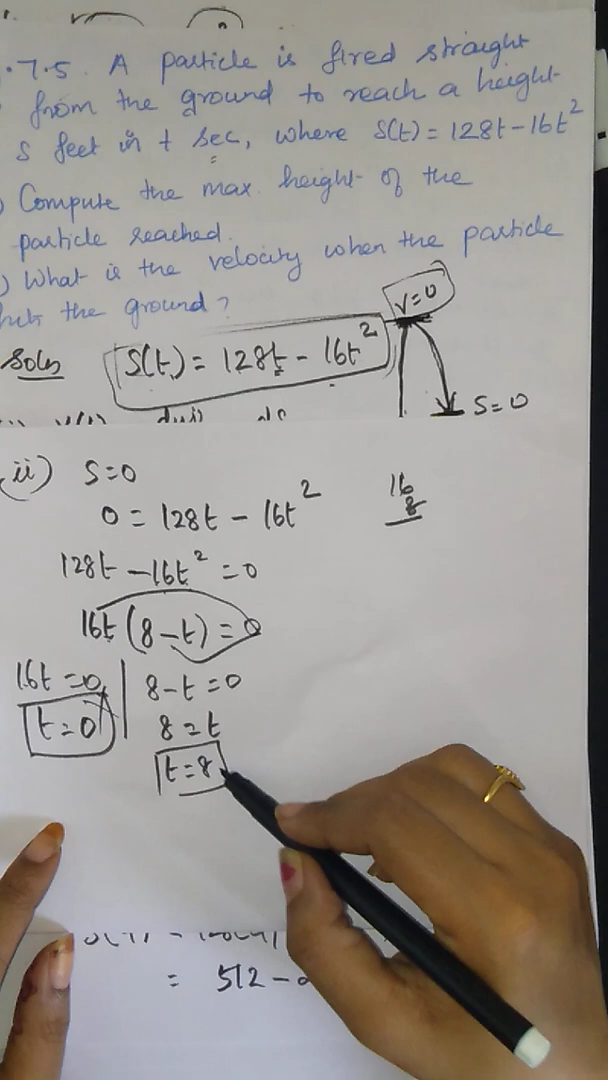 .7.5. A particle is fired straight
from the ground to reach a height
s feet in t sec, where S(t) = 128t - 16t²
) Compute the max. height of the
particle reached.
) What is the velocity when the particle
hits the ground?
V=0
Soln S(t) = 128t - 16t²
S=0
ii) S=0
0 = 128t - 16t²
16
8
128t - 16t² = 0
16t (8-t) = 0
16t = 0 8-t = 0
t=0 8=t
t=8
= 512 -